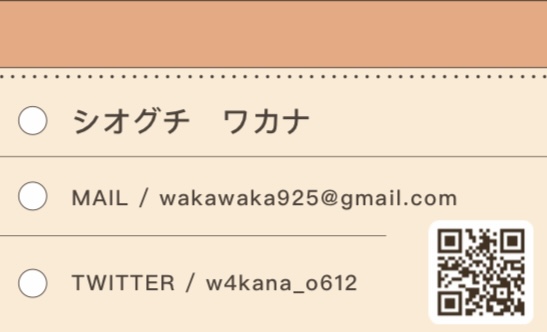 シオグチ　ワカナ
MAIL / wakawaka925@gmail.com
TWITTER / w4kana_o612